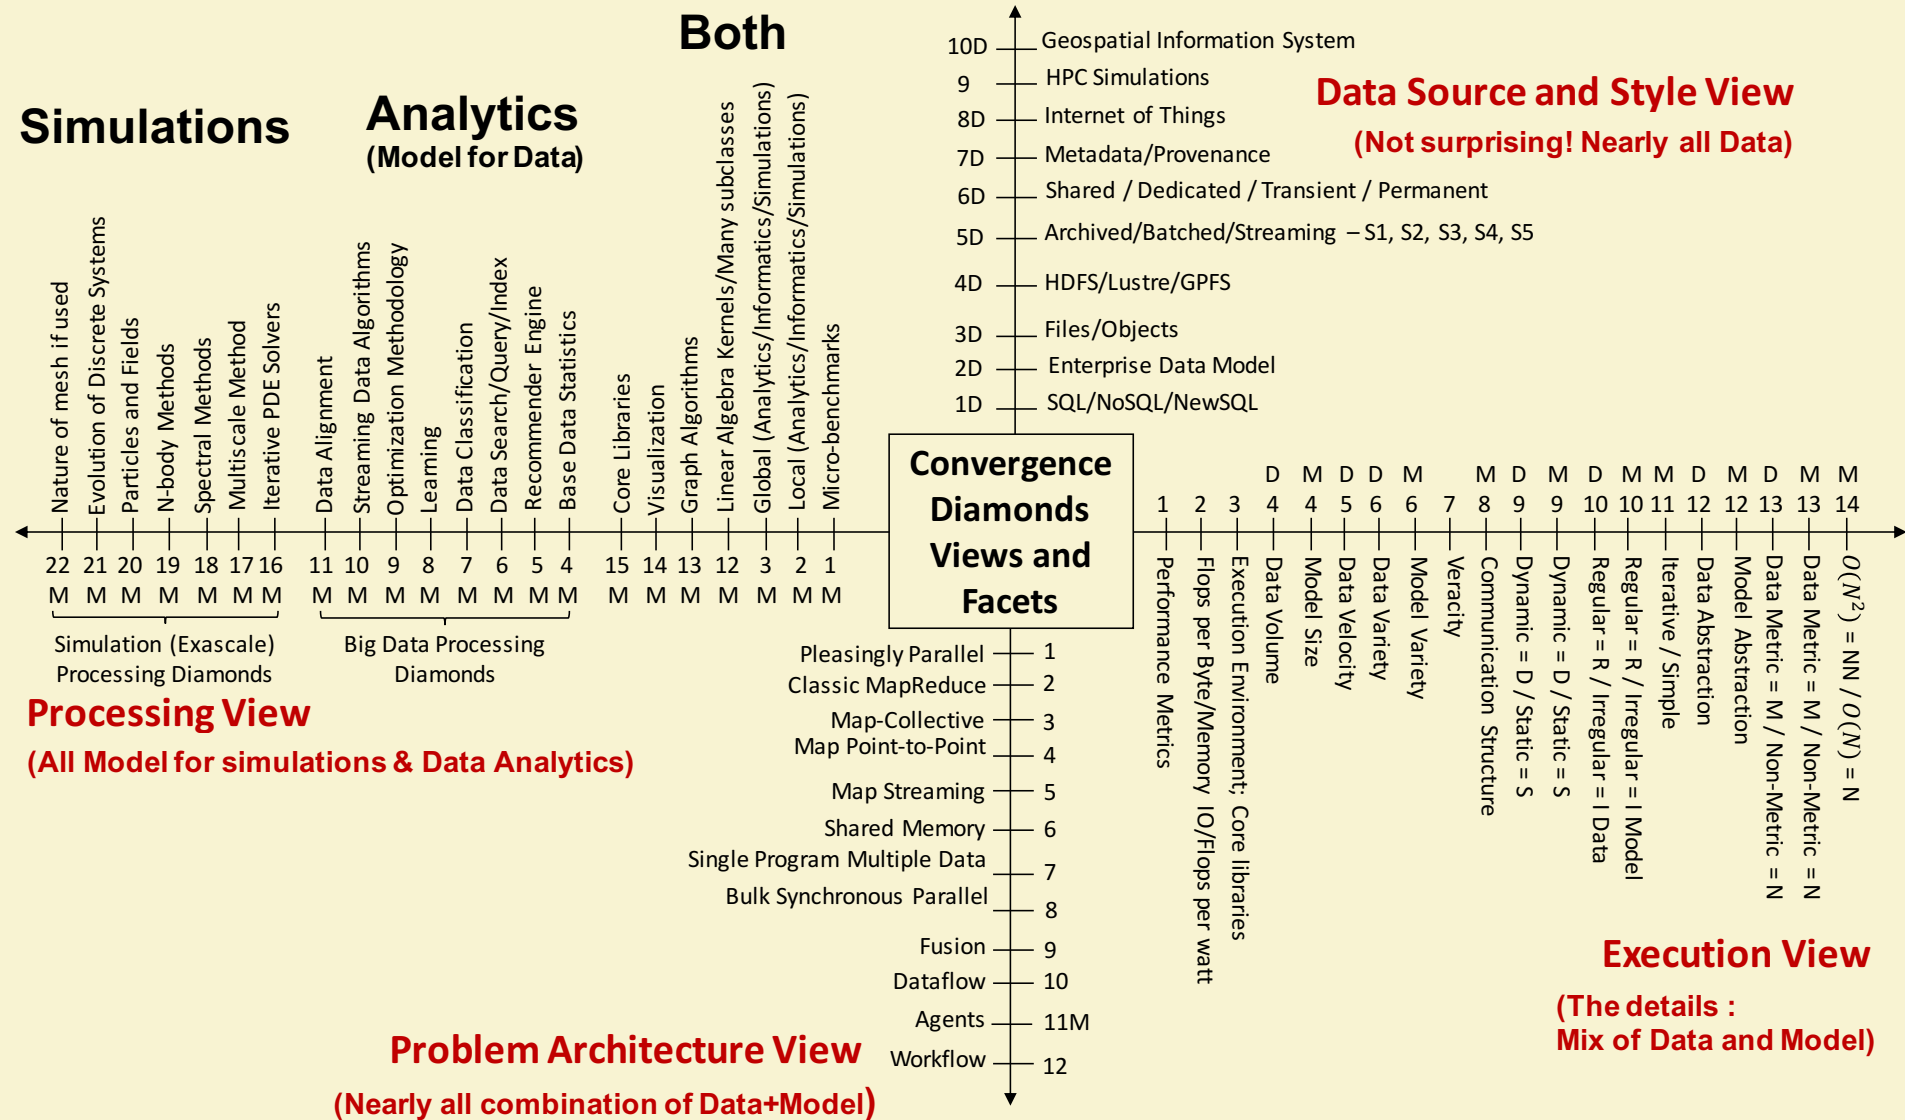 Both
Simulations
Analytics
(Model for Data)
Data Source and Style View
(Not surprising! Nearly all Data)
10D Geospatial Information System
9 HPC Simulations
8D Internet of Things
7D Metadata/Provenance
6D Shared / Dedicated / Transient / Permanent
5D Archived/Batched/Streaming – S1, S2, S3, S4, S5
4D HDFS/Lustre/GPFS
3D Files/Objects
2D Enterprise Data Model
1D SQL/NoSQL/NewSQL
Convergence
Diamonds
Views and
Facets
Nature of mesh if used 22 M
Evolution of Discrete Systems 21 M
Particles and Fields 20 M
N-body Methods 19 M
Spectral Methods 18 M
Multiscale Method 17 M
Iterative PDE Solvers 16 M
Data Alignment 11 M
Streaming Data Algorithms 10 M
Optimization Methodology 9 M
Learning 8 M
Data Classification 7 M
Data Search/Query/Index 6 M
Recommender Engine 5 M
Base Data Statistics 4 M
Core Libraries 15 M
Visualization 14 M
Graph Algorithms 13 M
Linear Algebra Kernels/Many subclasses 12 M
Global (Analytics/Informatics/Simulations) 3 M
Local (Analytics/Informatics/Simulations) 2 M
Micro-benchmarks 1 M
Simulation (Exascale)
Processing Diamonds
Big Data Processing
Diamonds
Processing View
(All Model for simulations & Data Analytics)
1 Performance Metrics
2 Flops per Byte/Memory IO/Flops per watt
3 Execution Environment; Core libraries
D 4 Data Volume
M 4 Model Size
D 5 Data Velocity
D 6 Data Variety
M 6 Model Variety
7 Veracity
M 8 Communication Structure
D 9 Dynamic = D / Static = S
M 9 Dynamic = D / Static = S
D 10 Regular = R / Irregular = I Data
M 10 Regular = R / Irregular = I Model
M 11 Iterative / Simple
D 12 Data Abstraction
M 12 Model Abstraction
D 13 Data Metric = M / Non-Metric = N
M 13 Data Metric = M / Non-Metric = N
M 14 O(N²) = NN / O(N) = N
Pleasingly Parallel 1
Classic MapReduce 2
Map-Collective 3
Map Point-to-Point 4
Map Streaming 5
Shared Memory 6
Single Program Multiple Data 7
Bulk Synchronous Parallel 8
Fusion 9
Dataflow 10
Agents 11M
Workflow 12
Problem Architecture View
(Nearly all combination of Data+Model)
Execution View
(The details :
Mix of Data and Model)